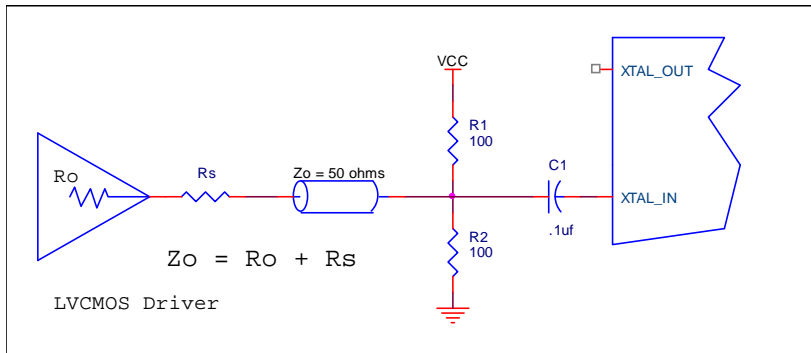 VCC
XTAL_OUT
R1
100
Ro
Rs
Zo = 50 ohms
C1
XTAL_IN
.1uf
R2
100
Zo = Ro + Rs
LVCMOS Driver